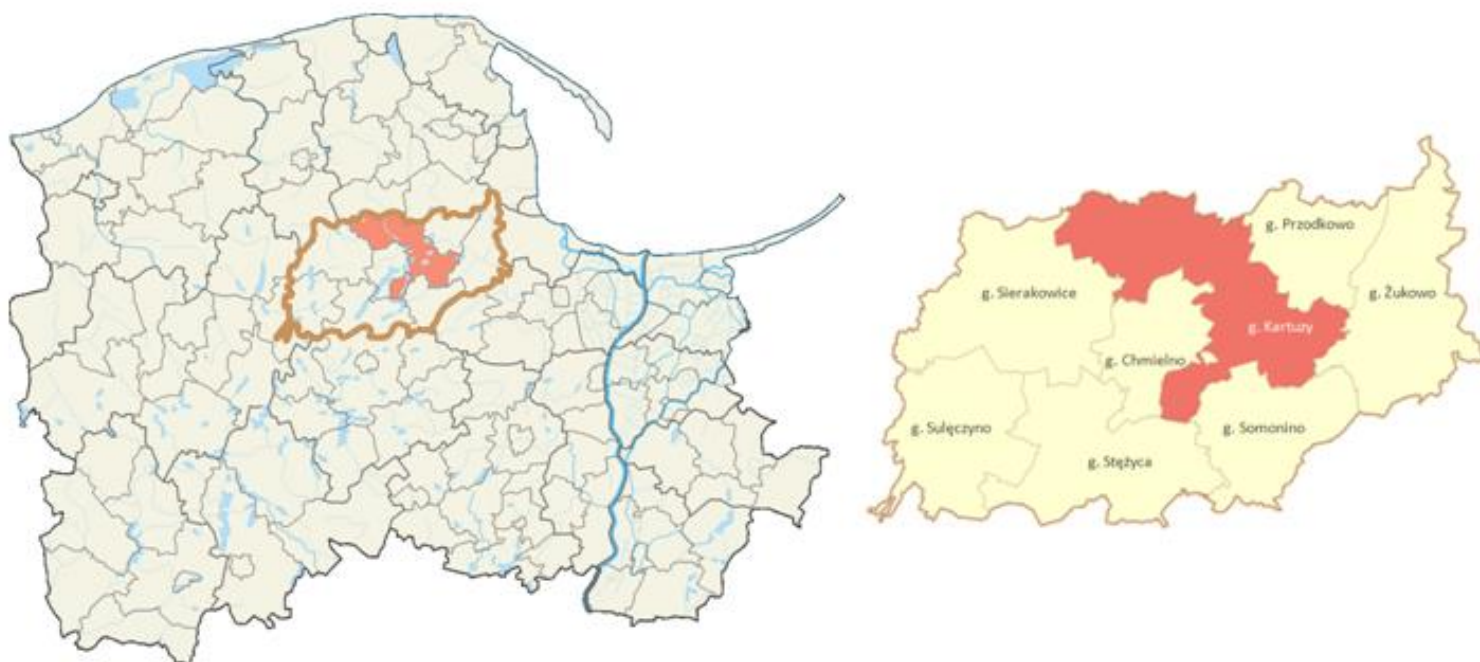 g. Przodkowo
g. Sierakowice
g. Żukowo
g. Kartuzy
g. Chmielno
g. Sulęczyno
g. Somonino
g. Stężyca